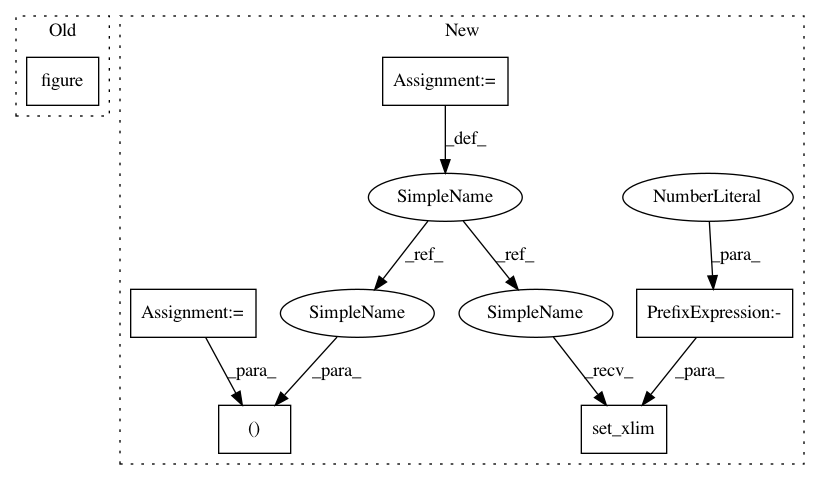 Old
New
figure
Assignment:=
_def_
SimpleName
NumberLiteral
_ref_
_ref_
_para_
Assignment:=
SimpleName
SimpleName
PrefixExpression:-
_para_
_para_
_recv_
_para_
()
set_xlim